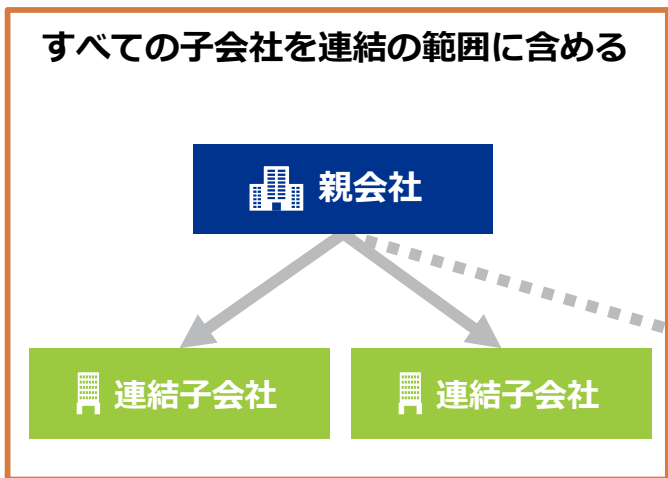 すべての子会社を連結の範囲に含める
親会社
連結子会社
連結子会社